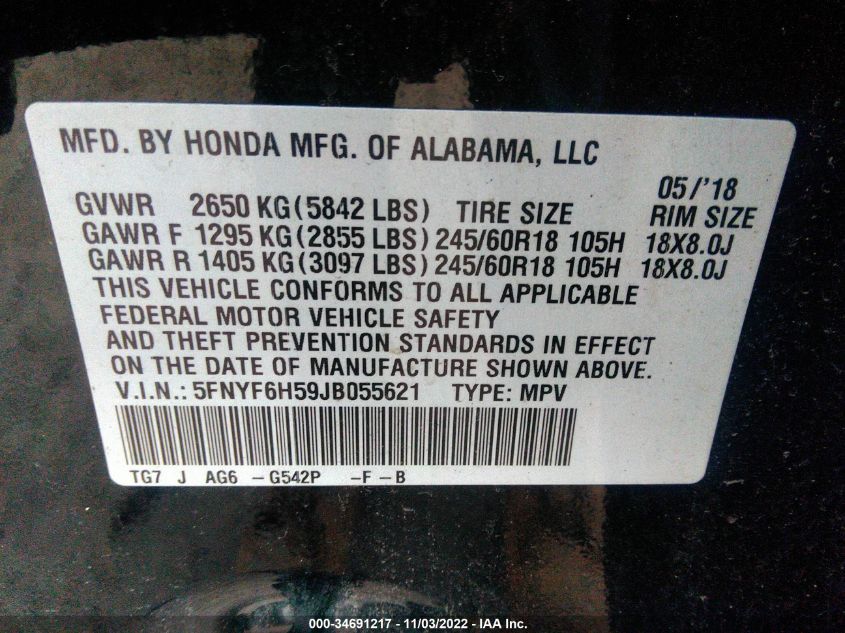 MFD. BY HONDA MFG. OF ALABAMA, LLC
05/'18
GVWR 2650 KG(5842 LBS) TIRE SIZE RIM SIZE
GAWR F 1295 KG(2855 LBS) 245/60R18 105H 18X8.0J
GAWR R 1405 KG(3097 LBS) 245/60R18 105H 18X8.0J
THIS VEHICLE CONFORMS TO ALL APPLICABLE
FEDERAL MOTOR VEHICLE SAFETY
AND THEFT PREVENTION STANDARDS IN EFFECT
ON THE DATE OF MANUFACTURE SHOWN ABOVE.
V.I.N.: 5FNYF6H59JB055621 TYPE: MPV
TG7 J AG6 -G542P -F-B
000-34691217 - 11/03/2022 - IAA Inc.